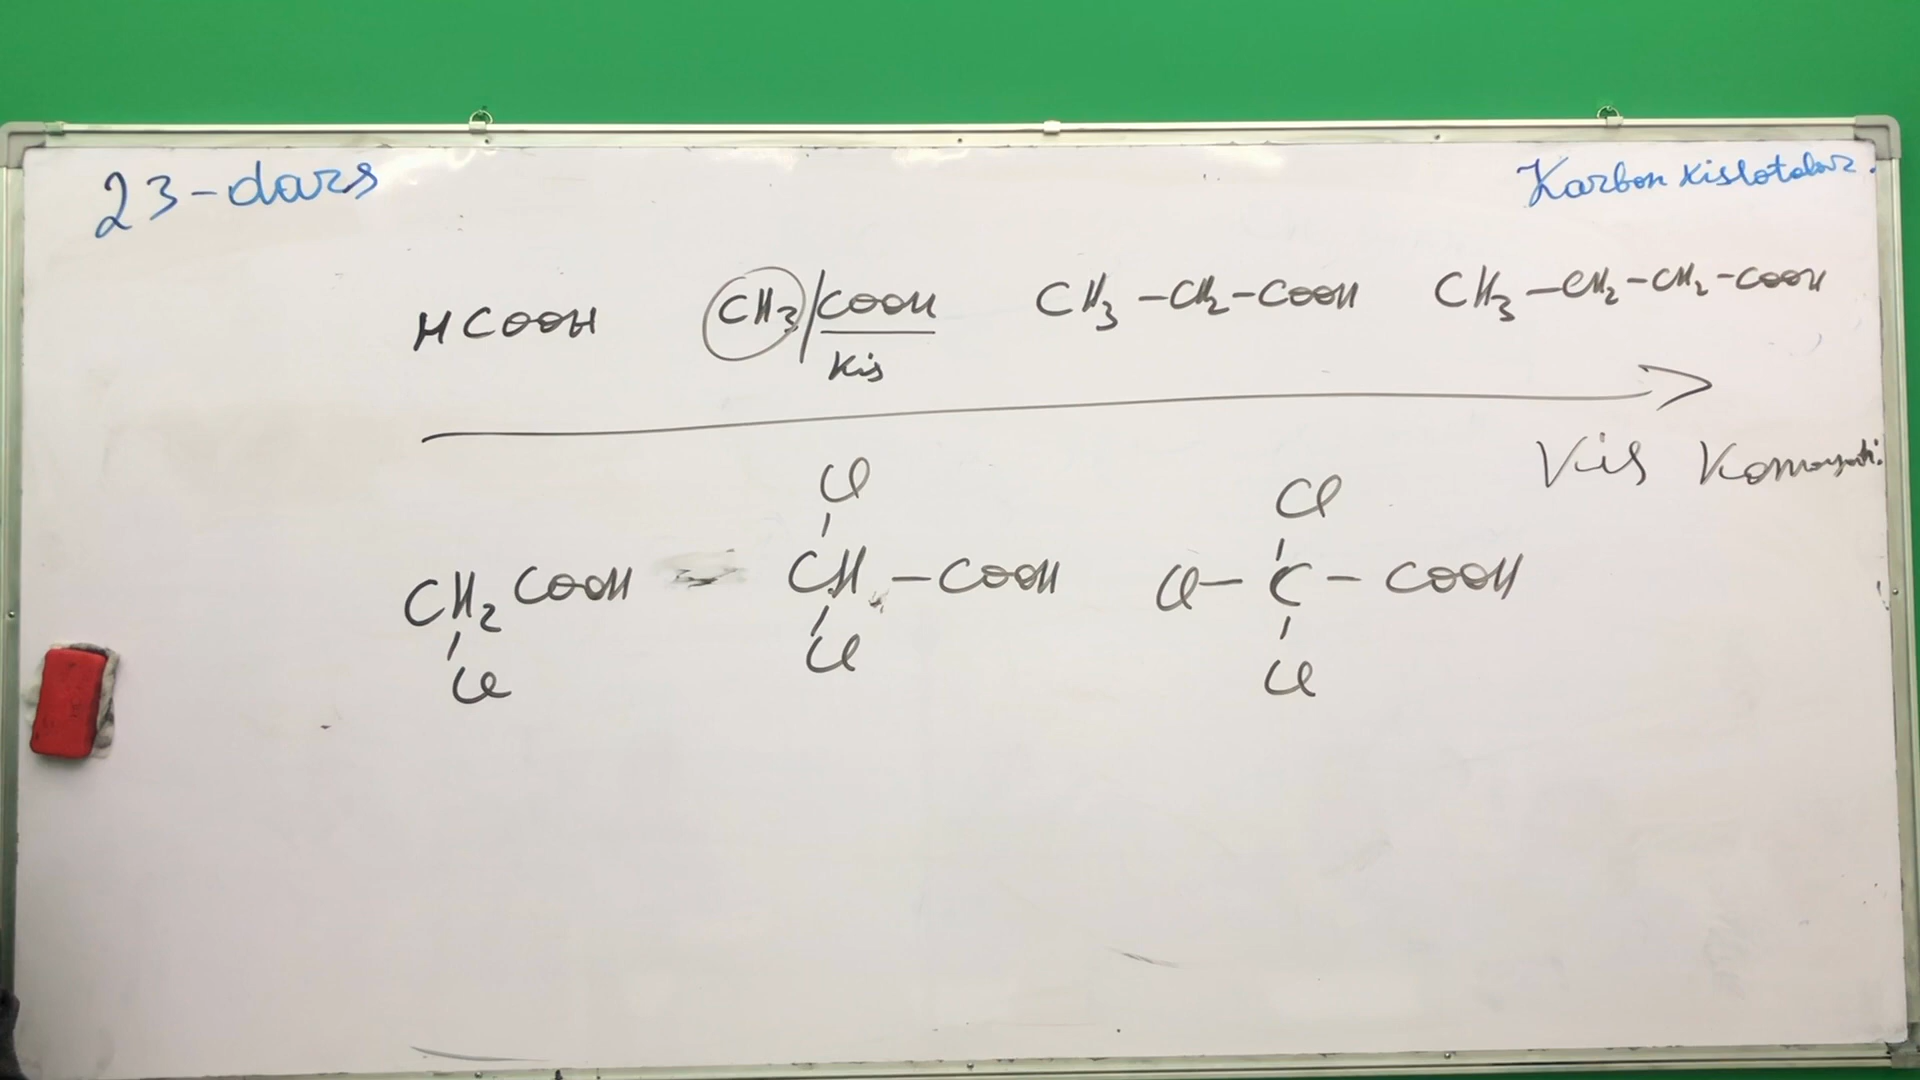 23-dars
Karbon kislotalar.
HCOOH CH3/COOH CH3-CH2-COOH CH3-CH2-CH2-COOH
Kis
Kis Kamayadi.
Cl Cl
CH2COOH CH-COOH Cl-C-COOH
Cl Cl Cl